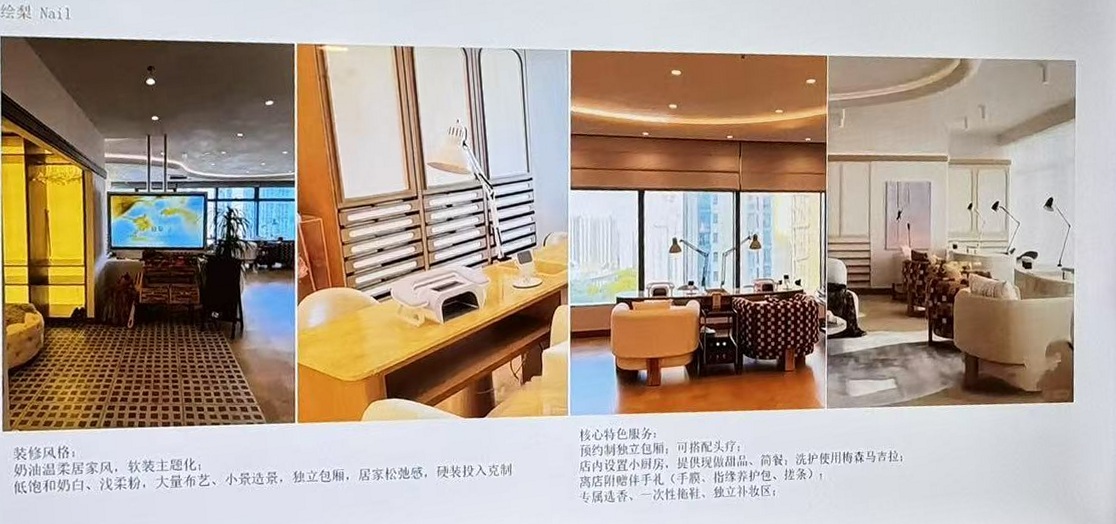 绘梨 Nail
装修风格：
奶油温柔居家风，软装主题化；
低饱和奶白、浅柔粉，大量布艺、小景造景，独立包厢，居家松弛感，硬装投入克制
核心特色服务：
预约制独立包厢；可搭配头疗；
店内设置小厨房，提供现做甜品、简餐；洗护使用梅森马吉拉；
离店附赠伴手礼（手膜、指缘养护包、搓条）；
专属选香、一次性拖鞋、独立补妆区；